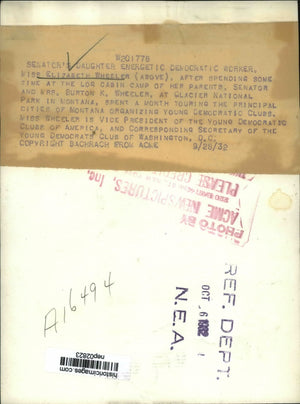 W201778
SENATOR'S DAUGHTER ENERGETIC DEMOCRATIC WORKER.
MISS ELIZABETH WHEELER (ABOVE), AFTER SPENDING SOME
TIME AT THE LOG CABIN CAMP OF HER PARENTS, SENATOR
AND MRS. BURTON K. WHEELER, AT GLACIER NATIONAL
PARK IN MONTANA, SPENT A MONTH TOURING THE PRINCIPAL
CITIES OF MONTANA ORGANIZING YOUNG DEMOCRATIC CLUBS.
MISS WHEELER IS VICE PRESIDENT OF THE YOUNG DEMOCRATIC
CLUBS OF AMERICA, AND CORRESPONDING SECRETARY OF THE
YOUNG DEMOCRATS CLUB OF WASHINGTON, D.C.
COPYRIGHT BACHRACH FROM ACME 9/28/32
PLEASE
ACME NEWSPICTURES, Inc.
PHOTO BY
A16494
REF. DEPT.
OCT 6 1932
N.E.A.
historicimages.com
nep02823